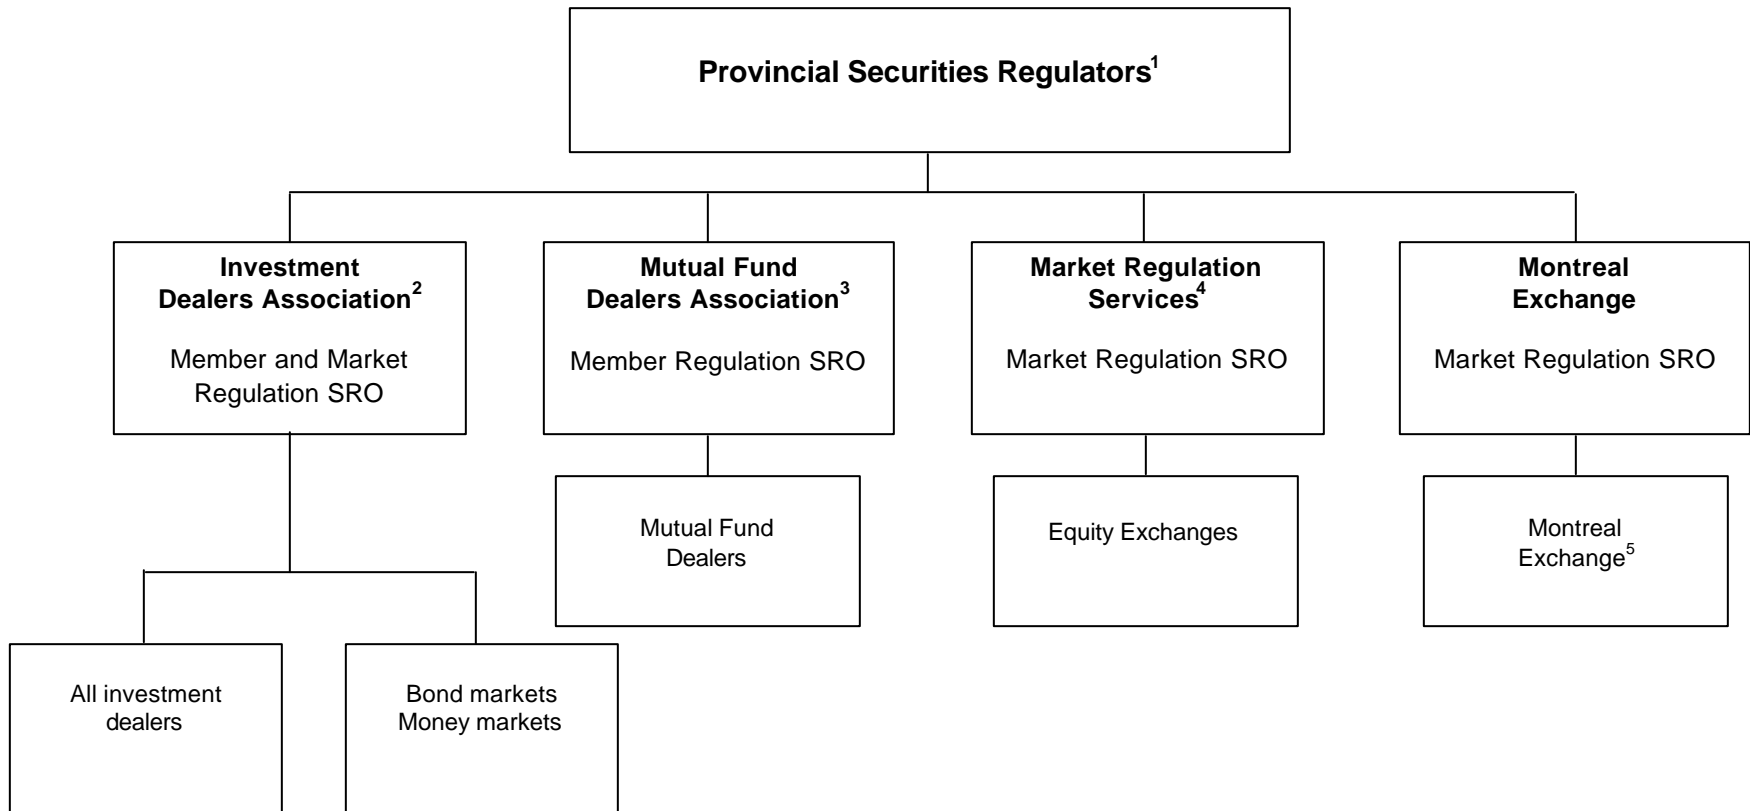 Provincial Securities Regulators¹
Investment
Dealers Association²
Member and Market
Regulation SRO
Mutual Fund
Dealers Association³
Member Regulation SRO
Market Regulation
Services⁴
Market Regulation SRO
Montreal
Exchange
Market Regulation SRO
Mutual Fund
Dealers
Equity Exchanges
Montreal
Exchange⁵
All investment
dealers
Bond markets
Money markets